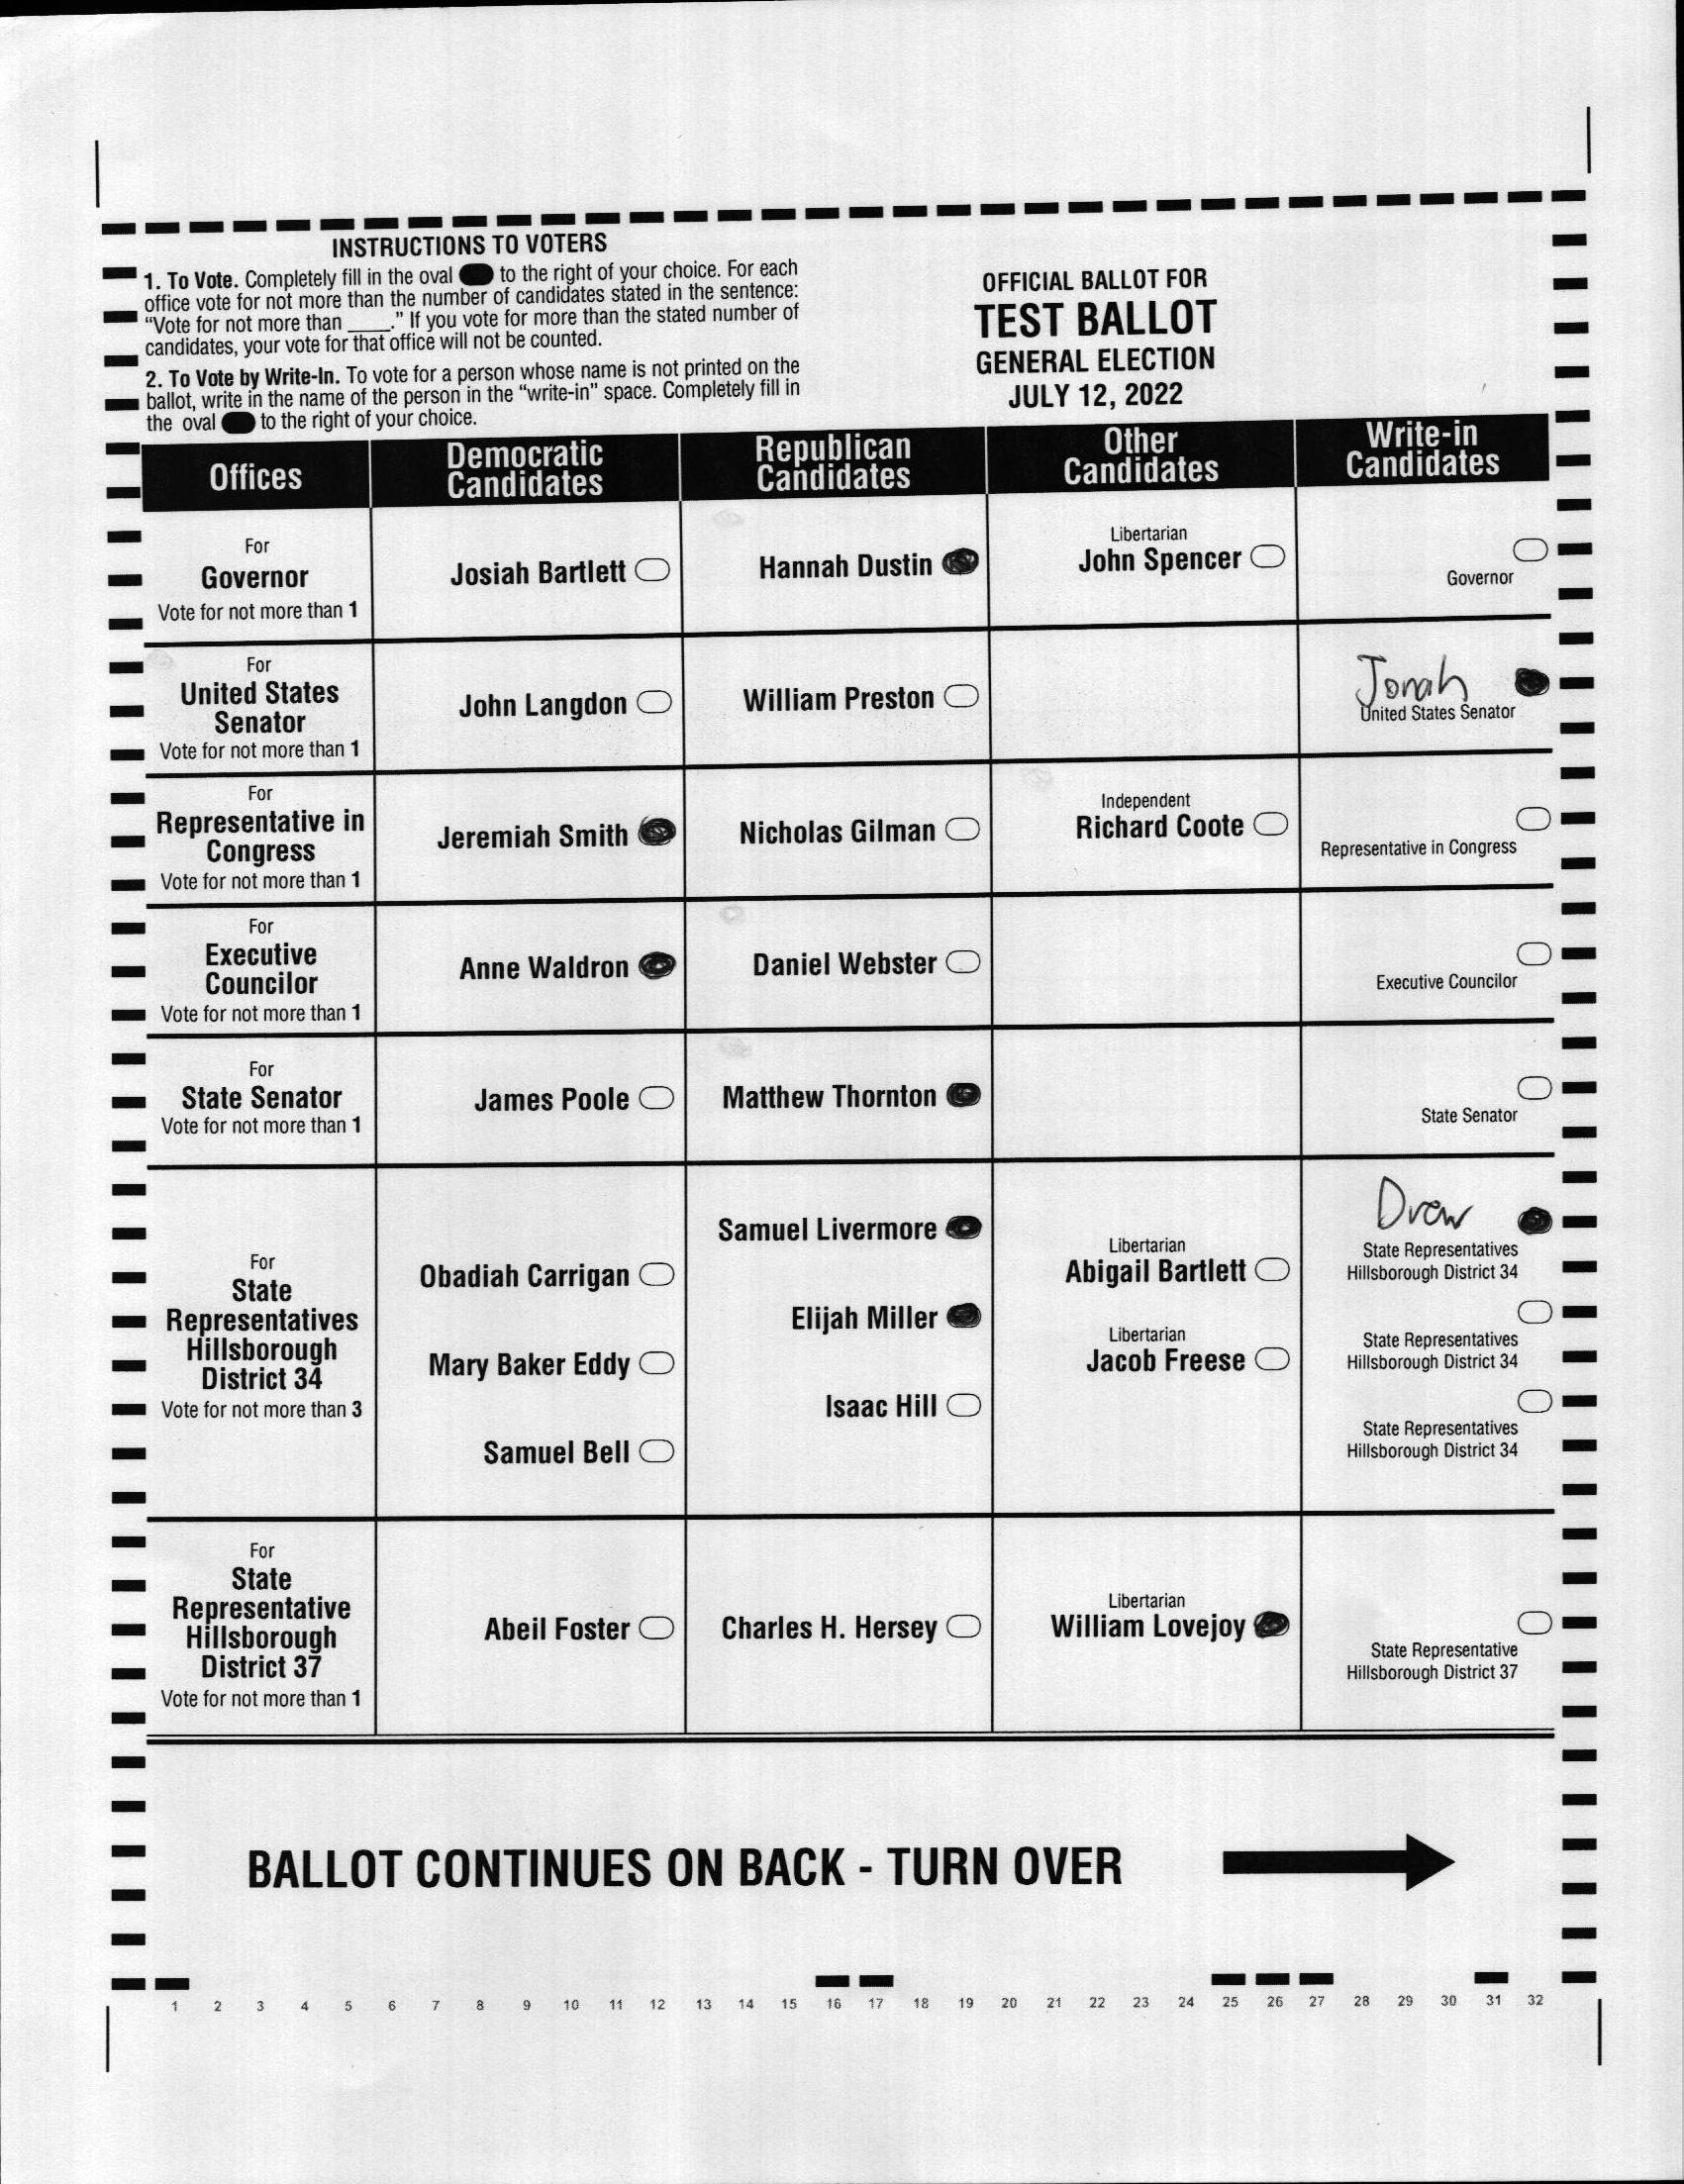 INSTRUCTIONS TO VOTERS
1. To Vote. Completely fill in the oval to the right of your choice. For each
office vote for not more than the number of candidates stated in the sentence:
“Vote for not more than ____.” If you vote for more than the stated number of
candidates, your vote for that office will not be counted.
2. To Vote by Write-In. To vote for a person whose name is not printed on the
ballot, write in the name of the person in the “write-in” space. Completely fill in
the oval to the right of your choice.
OFFICIAL BALLOT FOR
TEST BALLOT
GENERAL ELECTION
JULY 12, 2022
Offices
Democratic
Candidates
Republican
Candidates
Other
Candidates
Write-in
Candidates
For
Governor
Vote for not more than 1
Josiah Bartlett
Hannah Dustin
Libertarian
John Spencer
Governor
For
United States
Senator
Vote for not more than 1
John Langdon
William Preston
Jonah
United States Senator
For
Representative in
Congress
Vote for not more than 1
Jeremiah Smith
Nicholas Gilman
Independent
Richard Coote
Representative in Congress
For
Executive
Councilor
Vote for not more than 1
Anne Waldron
Daniel Webster
Executive Councilor
For
State Senator
Vote for not more than 1
James Poole
Matthew Thornton
State Senator
For
State
Representatives
Hillsborough
District 34
Vote for not more than 3
Obadiah Carrigan
Mary Baker Eddy
Samuel Bell
Samuel Livermore
Elijah Miller
Isaac Hill
Libertarian
Abigail Bartlett
Libertarian
Jacob Freese
Drew
State Representatives
Hillsborough District 34
State Representatives
Hillsborough District 34
State Representatives
Hillsborough District 34
For
State
Representative
Hillsborough
District 37
Vote for not more than 1
Abeil Foster
Charles H. Hersey
Libertarian
William Lovejoy
State Representative
Hillsborough District 37
BALLOT CONTINUES ON BACK - TURN OVER
1 2 3 4 5 6 7 8 9 10 11 12 13 14 15 16 17 18 19 20 21 22 23 24 25 26 27 28 29 30 31 32